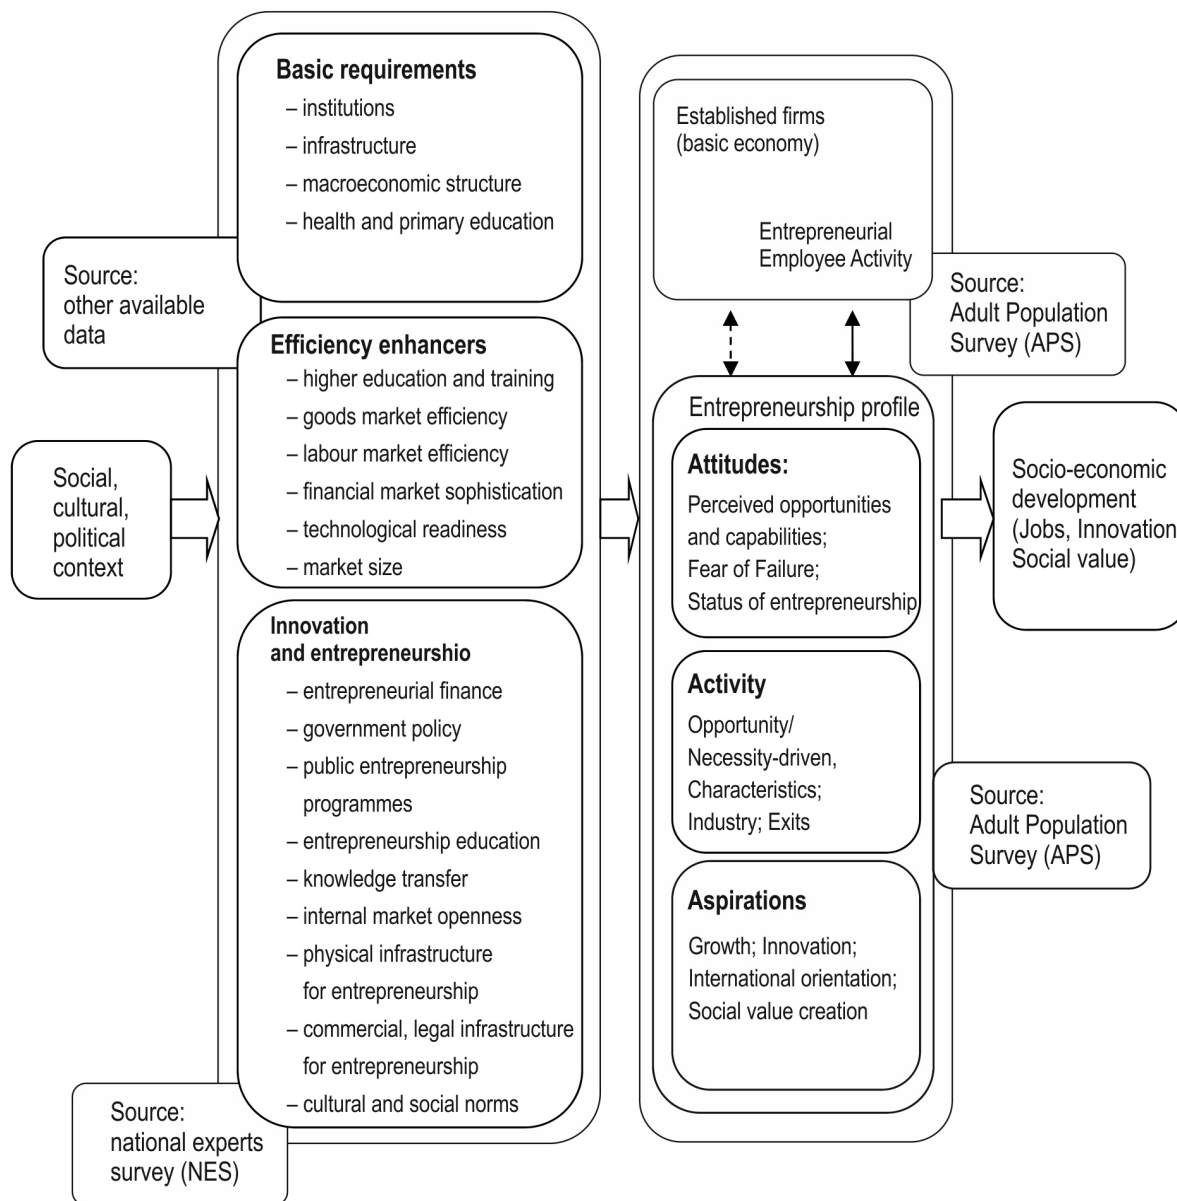 Basic requirements
– institutions
– infrastructure
– macroeconomic structure
– health and primary education
Source:
other available
data
Efficiency enhancers
– higher education and training
– goods market efficiency
– labour market efficiency
– financial market sophistication
– technological readiness
– market size
Social,
cultural,
political
context
Innovation
and entrepreneurshio
– entrepreneurial finance
– government policy
– public entrepreneurship
programmes
– entrepreneurship education
– knowledge transfer
– internal market openness
– physical infrastructure
for entrepreneurship
– commercial, legal infrastructure
for entrepreneurship
– cultural and social norms
Source:
national experts
survey (NES)
Established firms
(basic economy)
Entrepreneurial
Employee Activity
Source:
Adult Population
Survey (APS)
Entrepreneurship profile
Attitudes:
Perceived opportunities
and capabilities;
Fear of Failure;
Status of entrepreneurship
Activity
Opportunity/
Necessity-driven,
Characteristics;
Industry; Exits
Aspirations
Growth; Innovation;
International orientation;
Social value creation
Source:
Adult Population
Survey (APS)
Socio-economic
development
(Jobs, Innovation
Social value)